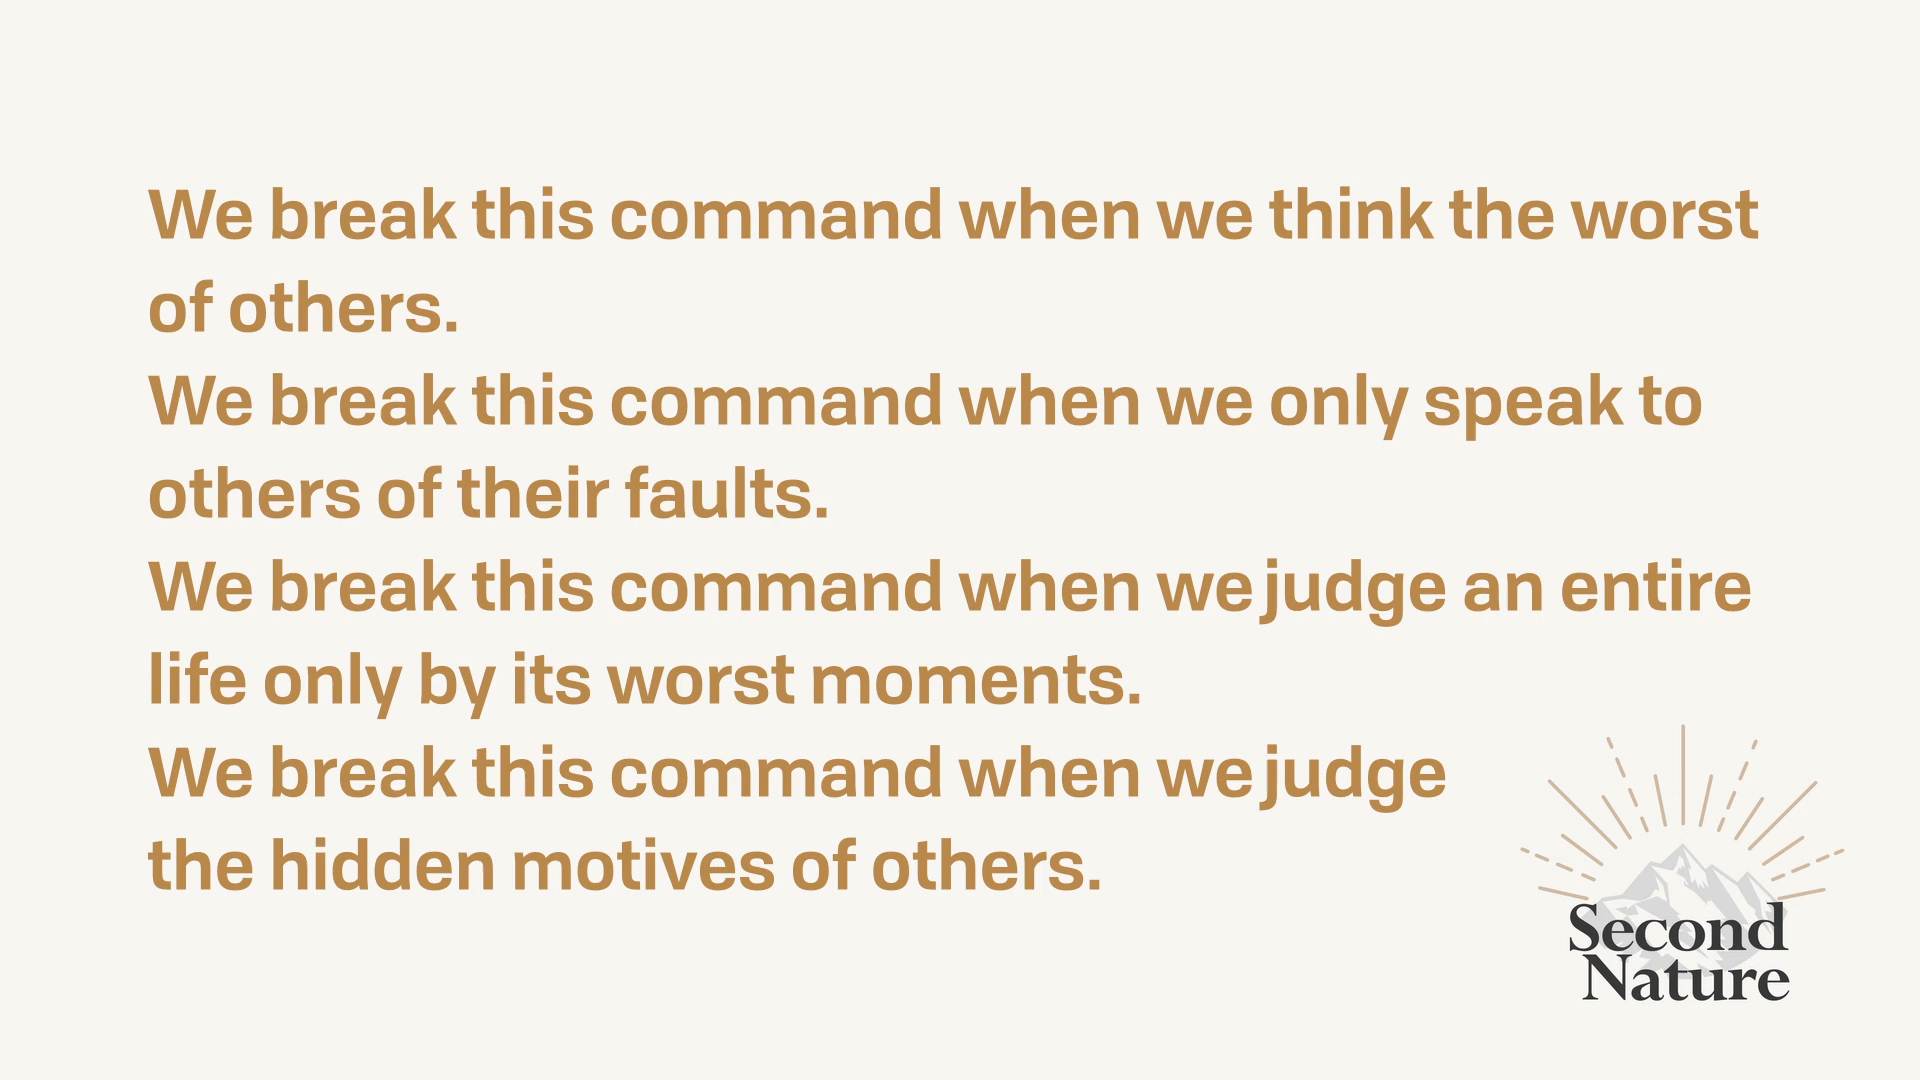 We break this command when we think the worst
of others.
We break this command when we only speak to
others of their faults.
We break this command when we judge an entire
life only by its worst moments.
We break this command when we judge
the hidden motives of others.
Second
Nature